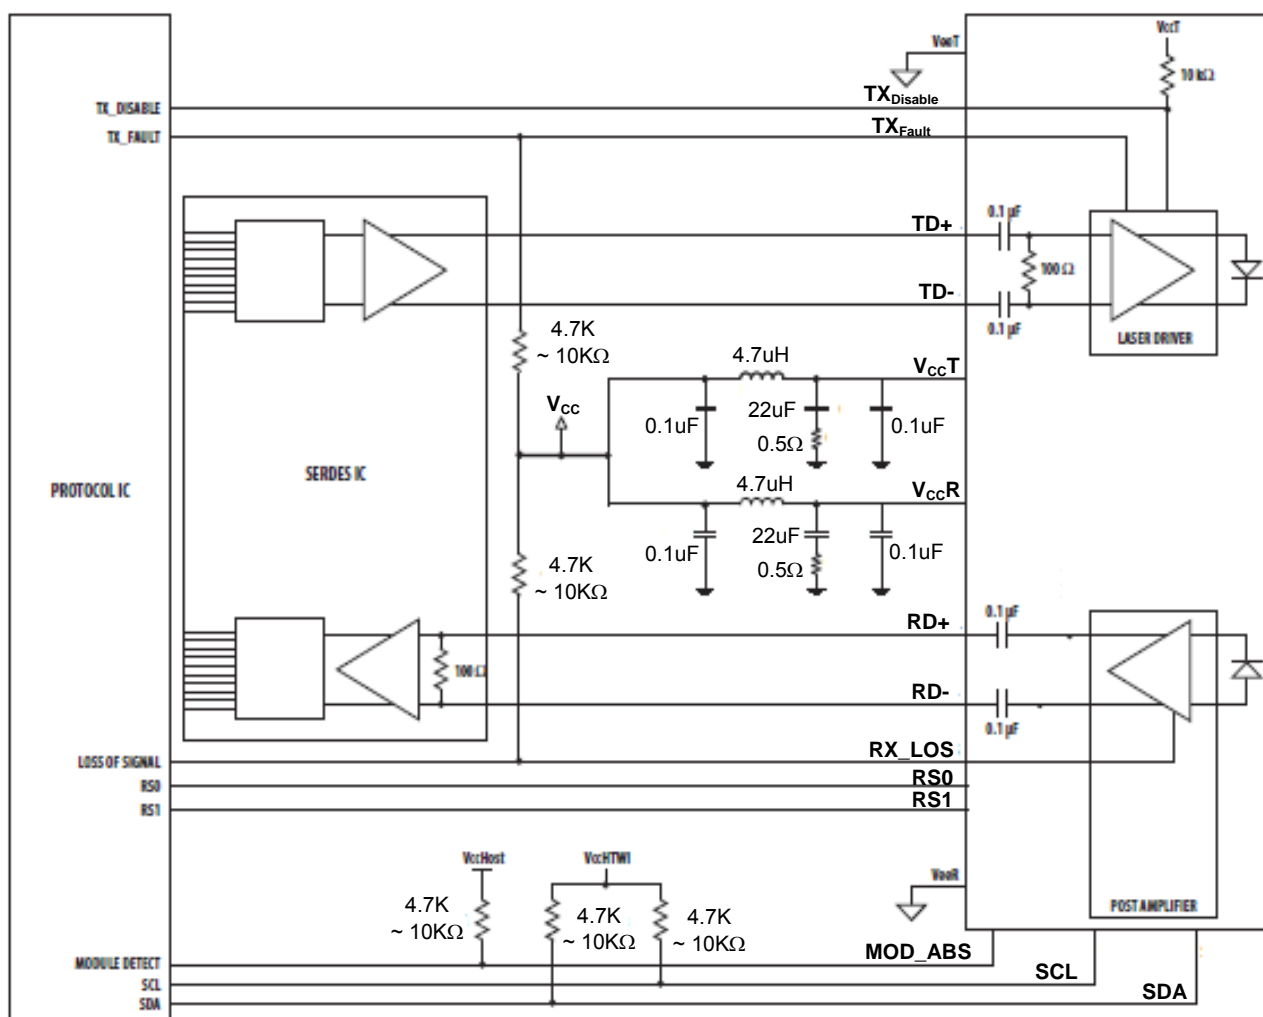 VeeT
VccT
10 kΩ
TX_DISABLE
TXDisable
TX_FAULT
TXFault
0.1 µF
TD+
100 Ω
TD-
0.1 µF
LASER DRIVER
4.7K
~ 10KΩ
4.7uH
VCCT
VCC
0.1uF
22uF
0.5Ω
0.1uF
SERDES IC
PROTOCOL IC
4.7uH
VCCR
0.1uF
22uF
0.5Ω
0.1uF
4.7K
~ 10KΩ
0.1 µF
RD+
100 Ω
RD-
0.1 µF
LOSS OF SIGNAL
RX_LOS
RS0
RS0
RS1
RS1
VccHost
VccHTWI
VeeR
4.7K
~ 10KΩ
4.7K
~ 10KΩ
4.7K
~ 10KΩ
POST AMPLIFIER
MODULE DETECT
MOD_ABS
SCL
SCL
SDA
SDA